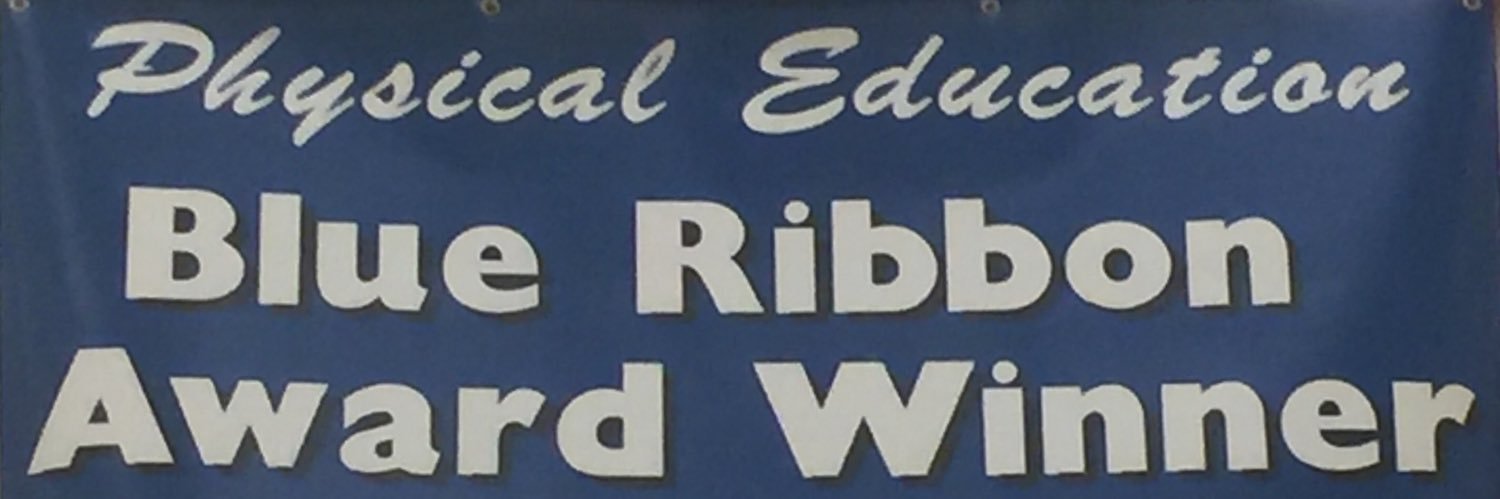 Physical Education
Blue Ribbon
Award Winner